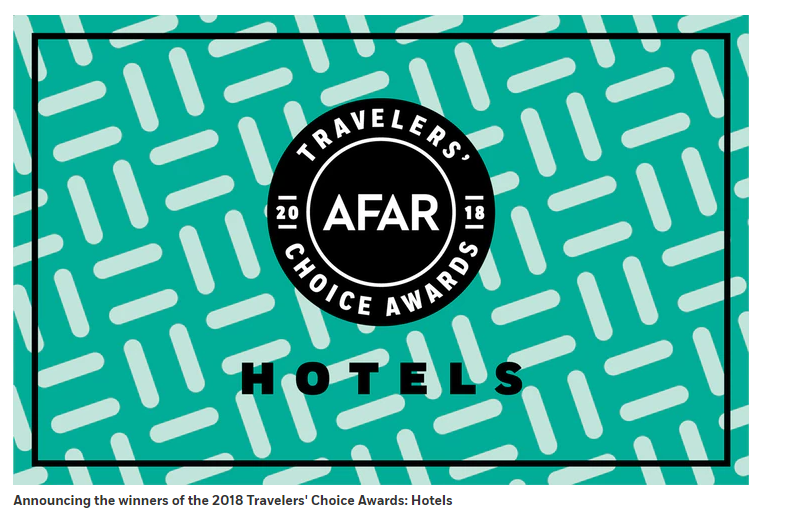 TRAVELERS'
20 AFAR 18
CHOICE AWARDS
HOTELS
Announcing the winners of the 2018 Travelers' Choice Awards: Hotels